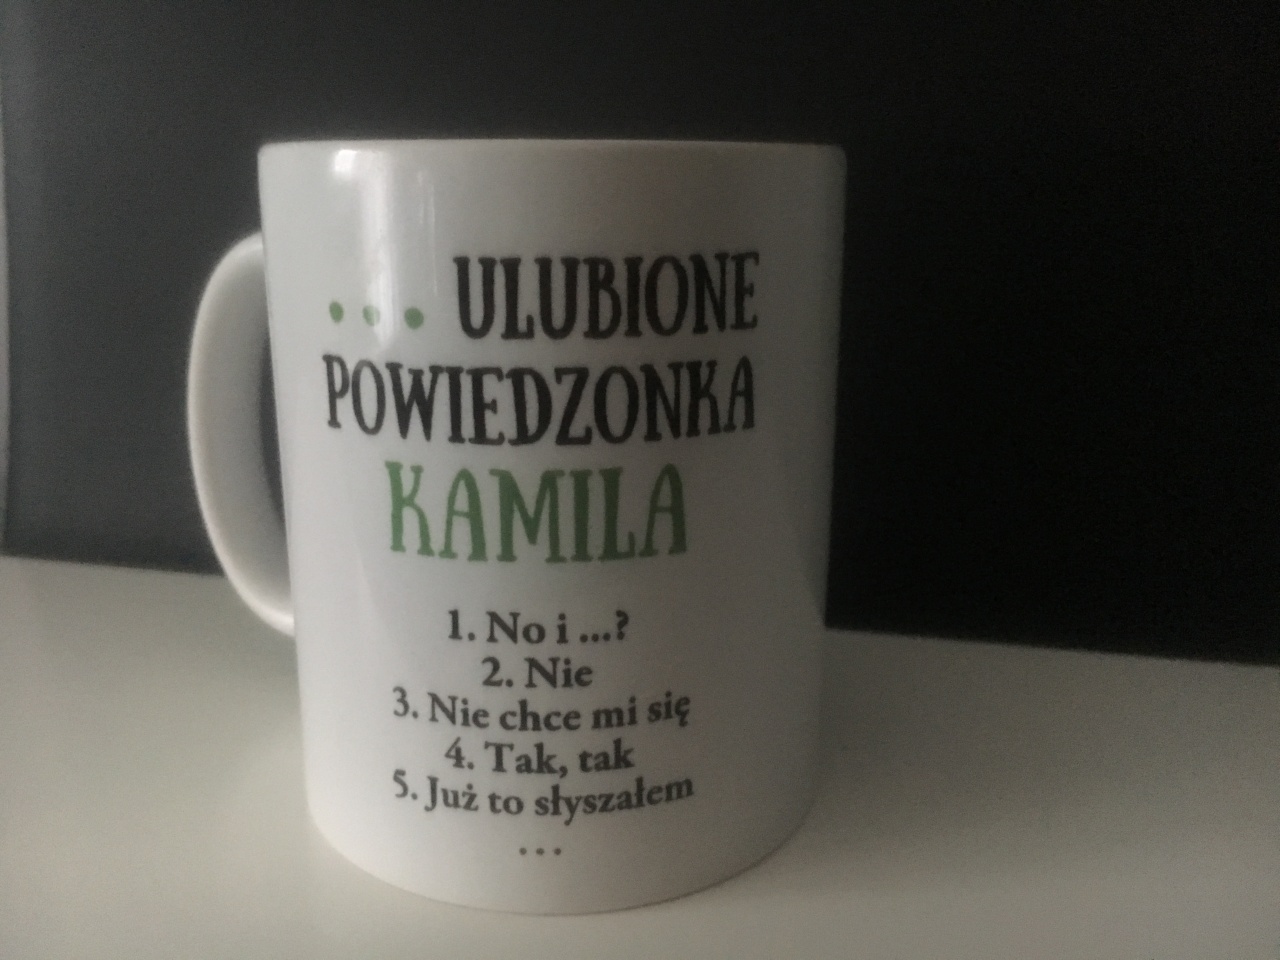 ... ULUBIONE
POWIEDZONKA
KAMILA
1. No i ...?
2. Nie
3. Nie chce mi się
4. Tak, tak
5. Już to słyszałem
...